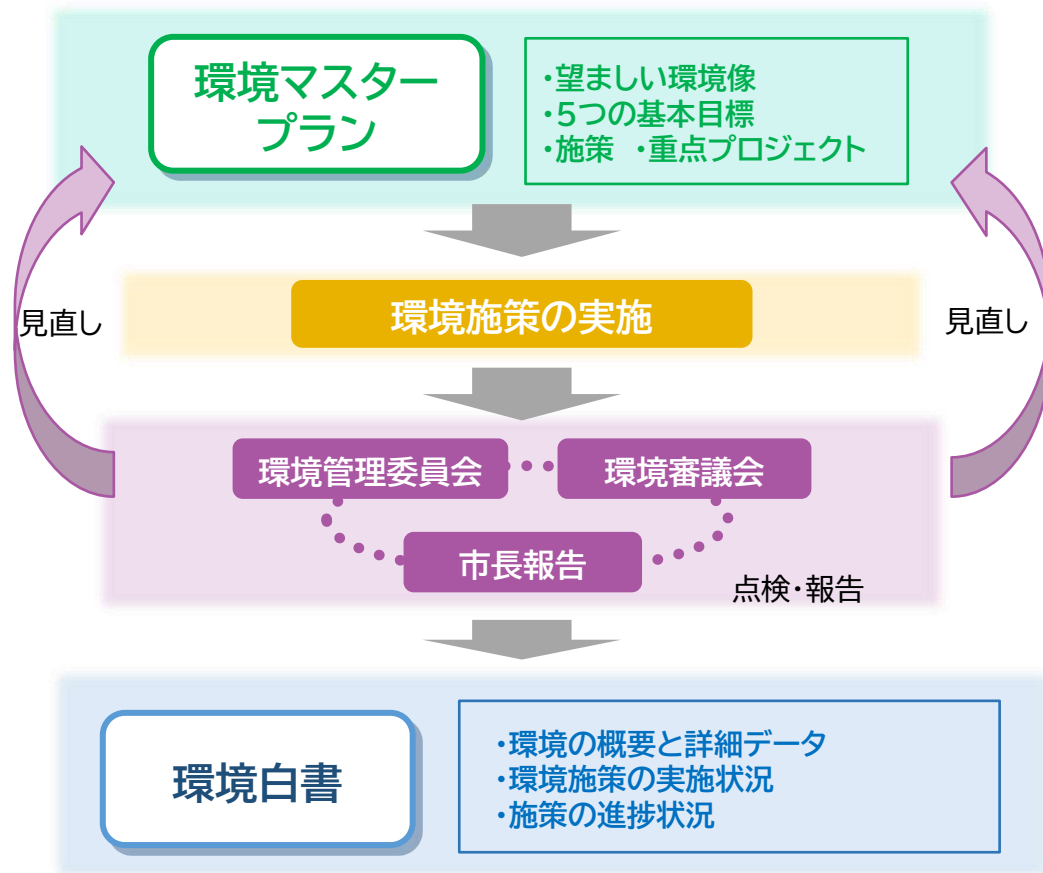 環境マスター
プラン
・望ましい環境像
・5つの基本目標
・施策 ・重点プロジェクト
環境施策の実施
見直し
見直し
環境管理委員会
環境審議会
市長報告
点検・報告
環境白書
・環境の概要と詳細データ
・環境施策の実施状況
・施策の進捗状況